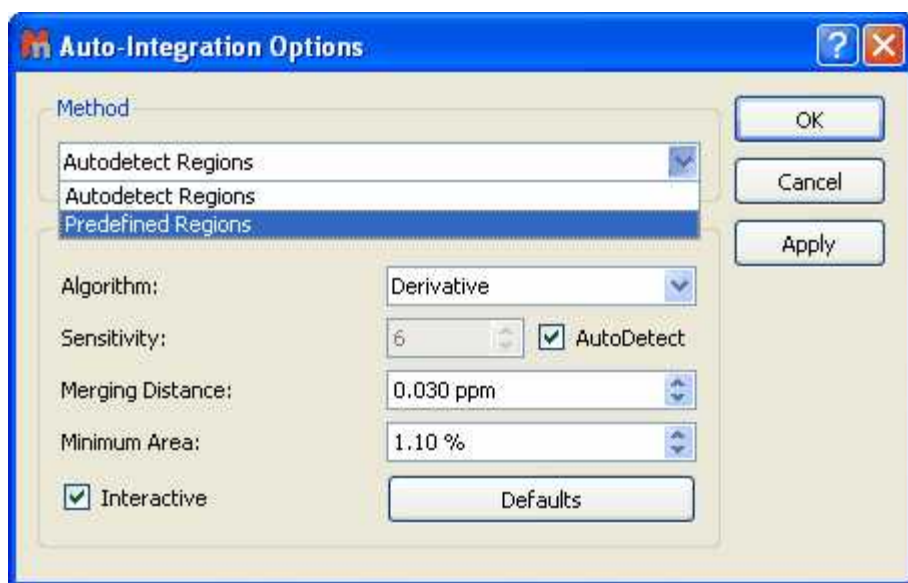 Auto-Integration Options
Method
Autodetect Regions
Autodetect Regions
Predefined Regions
OK
Cancel
Apply
Algorithm: Derivative
Sensitivity: 6 AutoDetect
Merging Distance: 0.030 ppm
Minimum Area: 1.10 %
Interactive Defaults